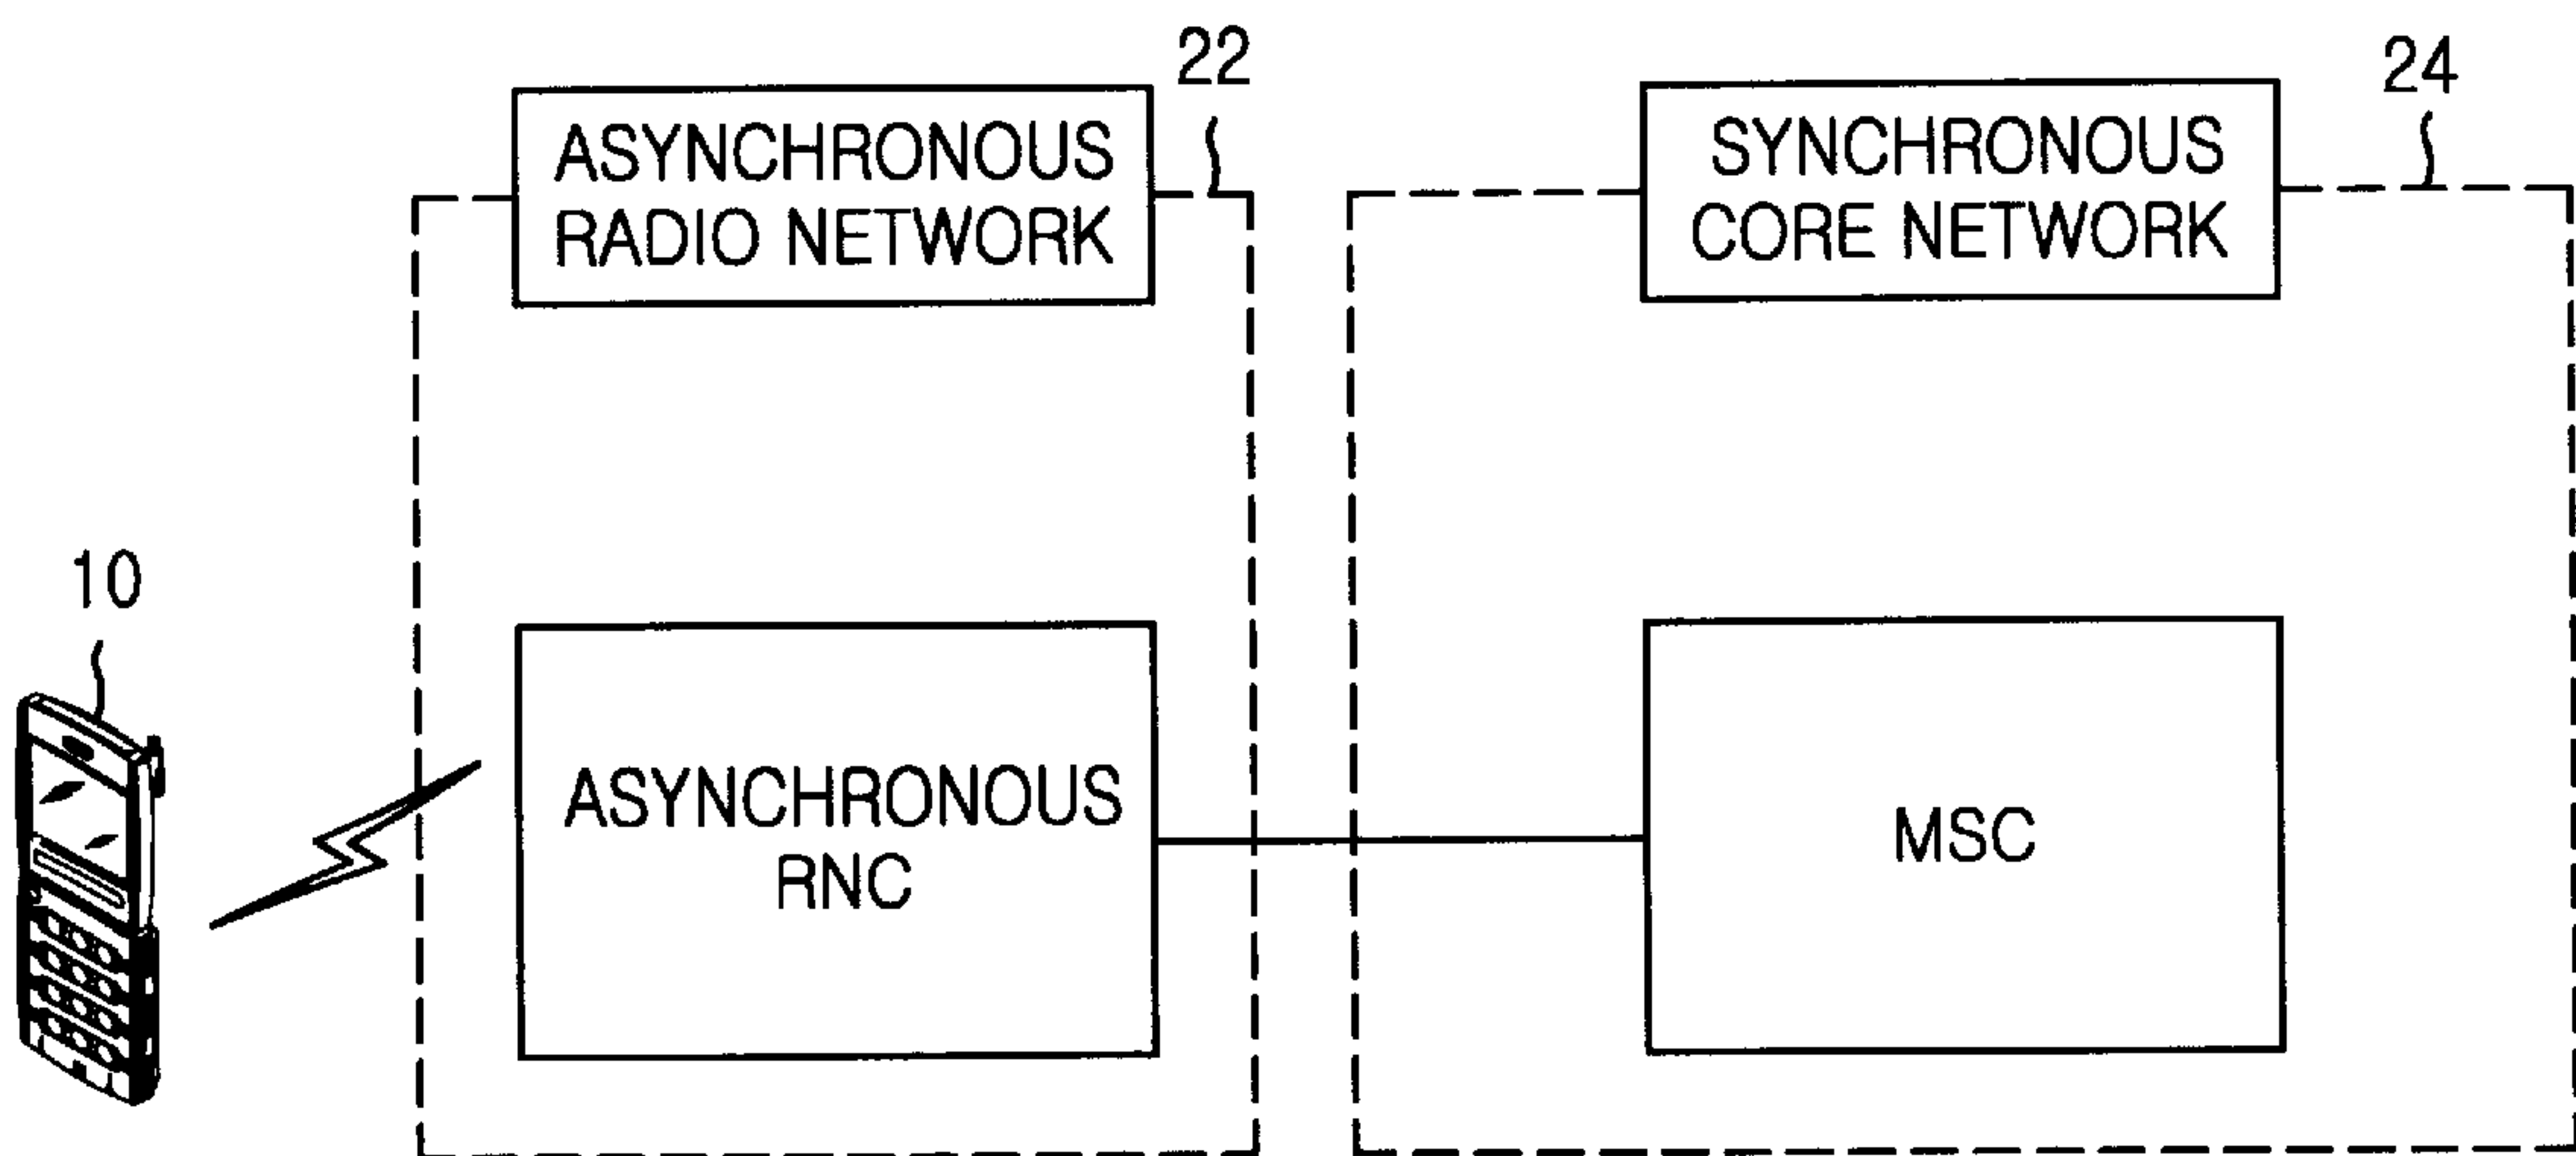 22
24
ASYNCHRONOUS
RADIO NETWORK
SYNCHRONOUS
CORE NETWORK
10
ASYNCHRONOUS
RNC
MSC